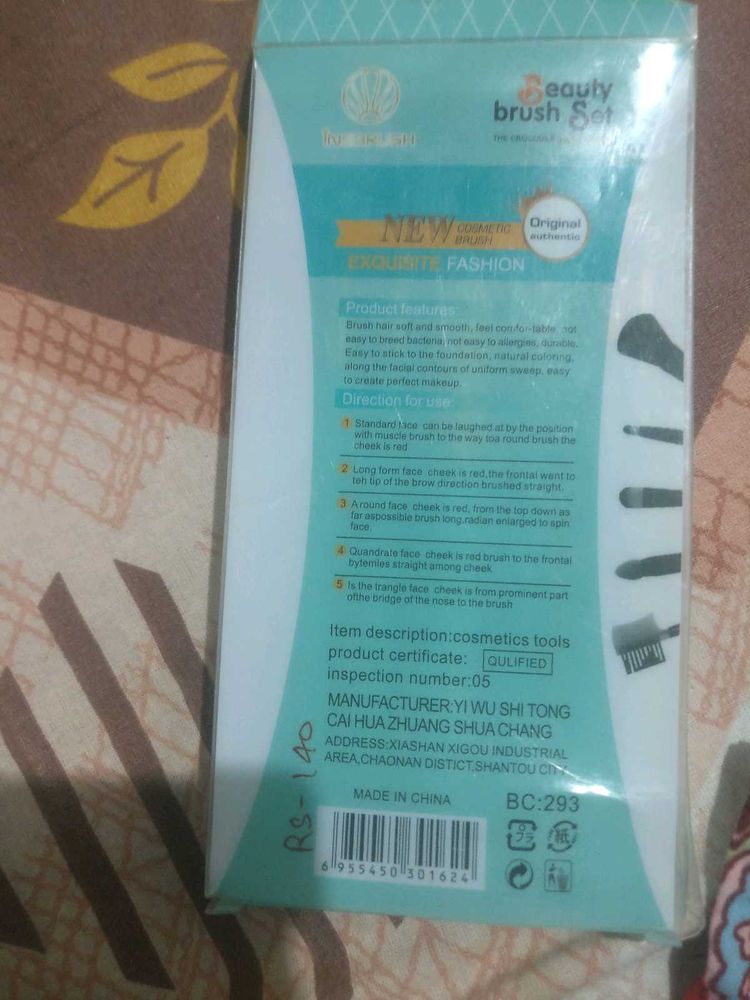 Beauty
brush Set
NEW COSMETIC
BRUSH
Original
authentic
EXQUISITE FASHION
Product features:
Brush hair soft and smooth, feel comfor-table, not
easy to breed bacteria, not easy to allergies, durable.
Easy to stick to the foundation, natural coloring,
along the facial contours of uniform sweep, easy
to create perfect makeup.
Direction for use:
1 Standard face can be laughed at by the position
with muscle brush to the way toa round brush the
cheek is red
2 Long form face cheek is red,the frontal went to
teh tip of the brow direction brushed straight.
3 A round face cheek is red, from the top down as
far aspossible brush long,radian enlarged to spin
face.
4 Quandrate face cheek is red brush to the frontal
bytemies straight among cheek
5 Is the trangle face cheek is from prominent part
ofthe bridge of the nose to the brush
Item description:cosmetics tools
product certificate: QULIFIED
inspection number:05
MANUFACTURER:YI WU SHI TONG
CAI HUA ZHUANG SHUA CHANG
ADDRESS:XIASHAN XIGOU INDUSTRIAL
AREA,CHAONAN DISTICT,SHANTOU CITY
RS-140
MADE IN CHINA
BC:293
プラ
紙
6 955450 301624